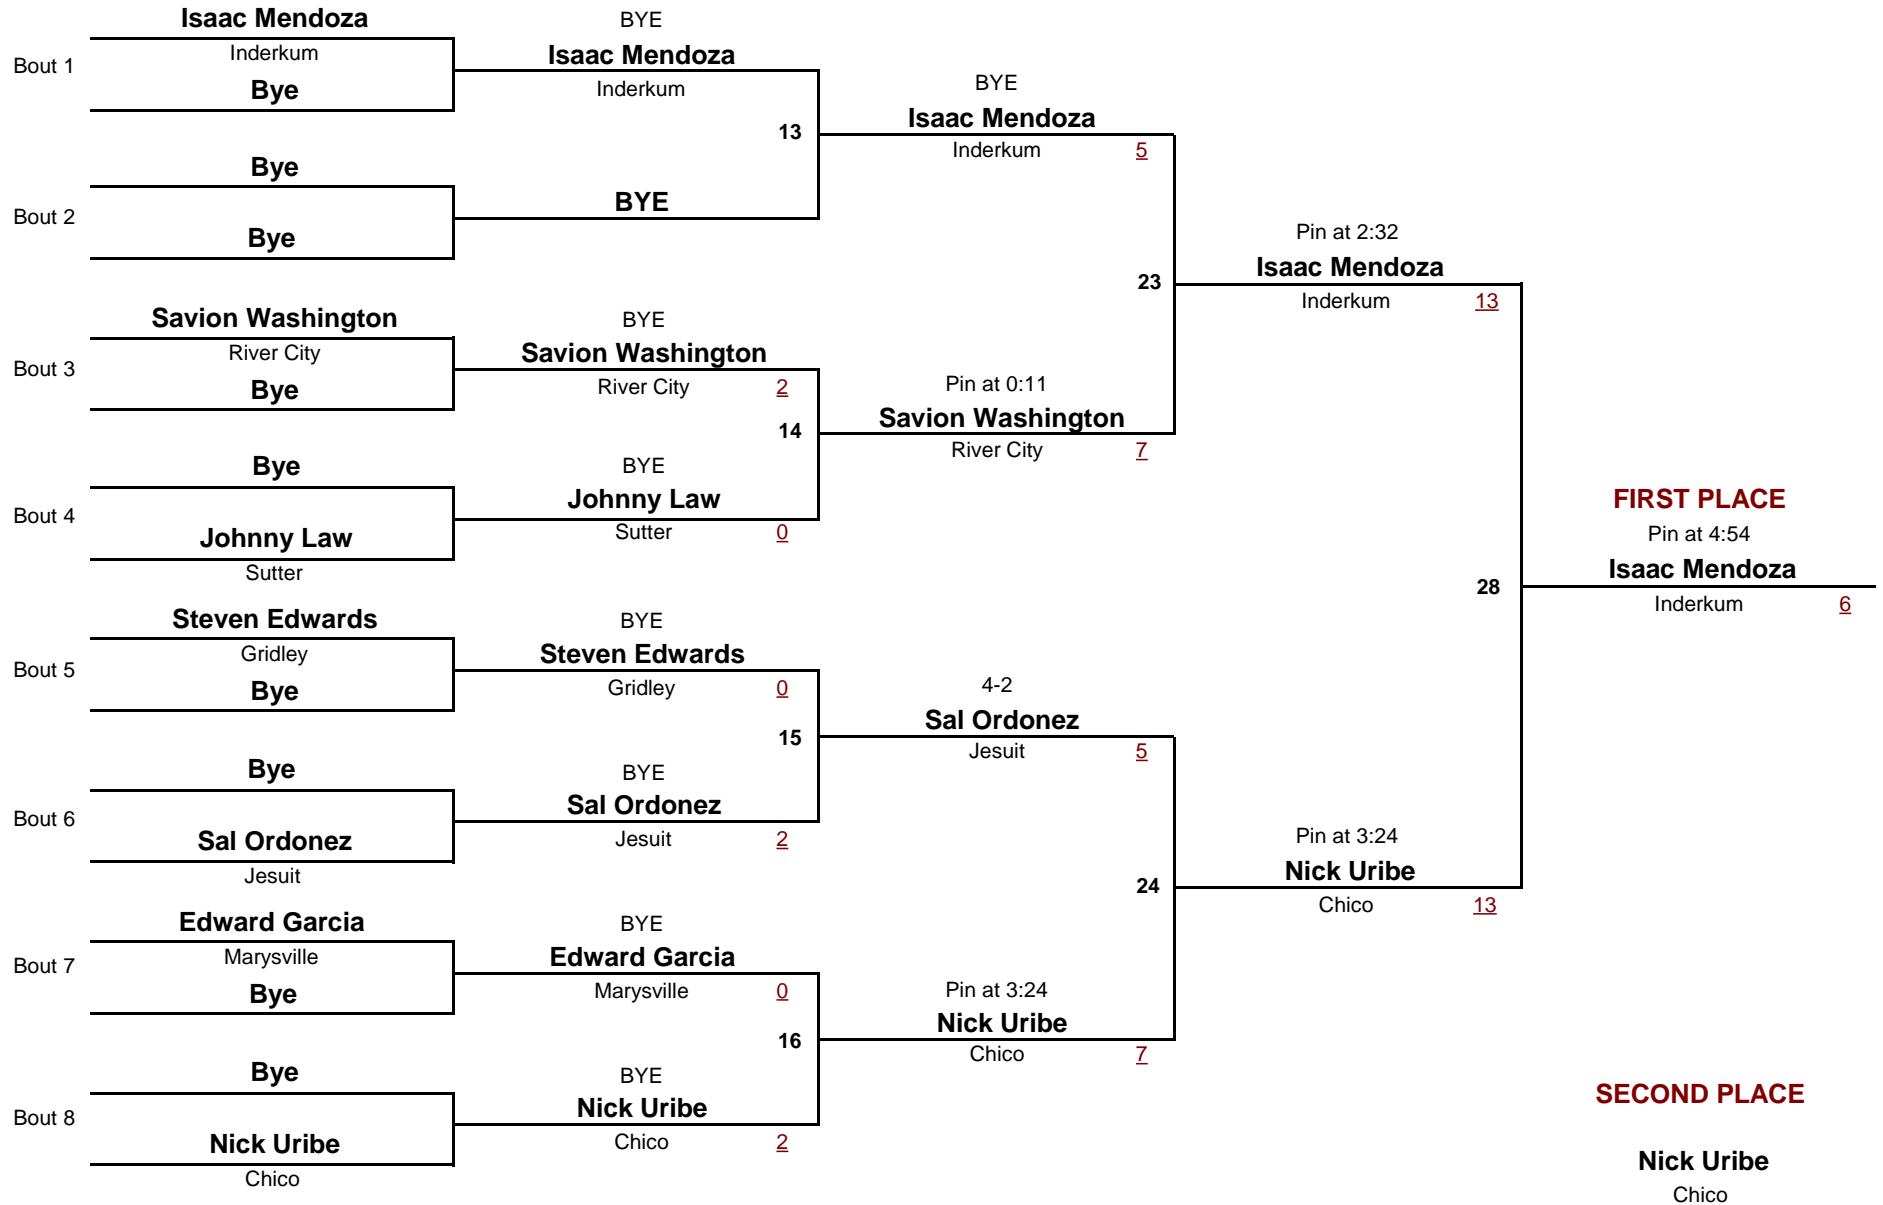 Isaac Mendoza
Bout 1
Inderkum
Bye
Bye
Bout 2
Bye
Savion Washington
Bout 3
River City
Bye
Bye
Bout 4
Johnny Law
Sutter
Steven Edwards
Bout 5
Gridley
Bye
Bye
Bout 6
Sal Ordonez
Jesuit
Edward Garcia
Bout 7
Marysville
Bye
Bye
Bout 8
Nick Uribe
Chico
BYE
Isaac Mendoza
Inderkum
13
BYE
BYE
Savion Washington
River City 2
14
BYE
Johnny Law
Sutter 0
BYE
Steven Edwards
Gridley 0
15
BYE
Sal Ordonez
Jesuit 2
BYE
Edward Garcia
Marysville 0
16
BYE
Nick Uribe
Chico 2
BYE
Isaac Mendoza
Inderkum 5
23
Pin at 0:11
Savion Washington
River City 7
4-2
Sal Ordonez
Jesuit 5
24
Pin at 3:24
Nick Uribe
Chico 7
Pin at 2:32
Isaac Mendoza
Inderkum 13
28
Pin at 3:24
Nick Uribe
Chico 13
FIRST PLACE
Pin at 4:54
Isaac Mendoza
Inderkum 6
SECOND PLACE
Nick Uribe
Chico